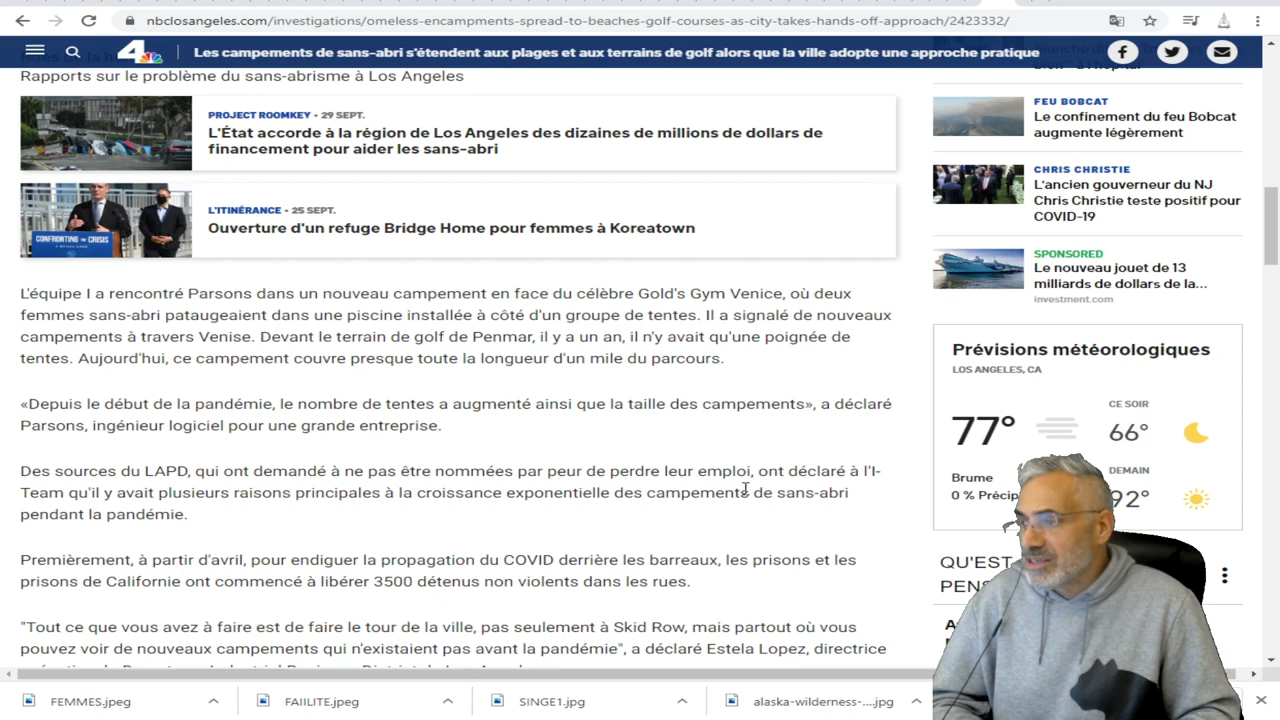 nbclosangeles.com/investigations/omeless-encampments-spread-to-beaches-golf-courses-as-city-takes-hands-off-approach/2423332/
4
Les campements de sans-abri s'étendent aux plages et aux terrains de golf alors que la ville adopte une approche pratique
Rapports sur le problème du sans-abrisme à Los Angeles
PROJECT ROOMKEY • 29 SEPT.
L'État accorde à la région de Los Angeles des dizaines de millions de dollars de
financement pour aider les sans-abri
CONFRONTING THE CRISIS
L'ITINÉRANCE • 25 SEPT.
Ouverture d'un refuge Bridge Home pour femmes à Koreatown
L'équipe I a rencontré Parsons dans un nouveau campement en face du célèbre Gold's Gym Venice, où deux
femmes sans-abri pataugeaient dans une piscine installée à côté d'un groupe de tentes. Il a signalé de nouveaux
campements à travers Venise. Devant le terrain de golf de Penmar, il y a un an, il n'y avait qu'une poignée de
tentes. Aujourd'hui, ce campement couvre presque toute la longueur d'un mile du parcours.
«Depuis le début de la pandémie, le nombre de tentes a augmenté ainsi que la taille des campements», a déclaré
Parsons, ingénieur logiciel pour une grande entreprise.
Des sources du LAPD, qui ont demandé à ne pas être nommées par peur de perdre leur emploi, ont déclaré à l'I-
Team qu'il y avait plusieurs raisons principales à la croissance exponentielle des campements de sans-abri
pendant la pandémie.
Premièrement, à partir d'avril, pour endiguer la propagation du COVID derrière les barreaux, les prisons et les
prisons de Californie ont commencé à libérer 3500 détenus non violents dans les rues.
"Tout ce que vous avez à faire est de faire le tour de la ville, pas seulement à Skid Row, mais partout où vous
pouvez voir de nouveaux campements qui n'existaient pas avant la pandémie", a déclaré Estela Lopez, directrice
FEU BOBCAT
Le confinement du feu Bobcat
augmente légèrement
CHRIS CHRISTIE
L'ancien gouverneur du NJ
Chris Christie teste positif pour
COVID-19
SPONSORED
Le nouveau jouet de 13
milliards de dollars de la...
investment.com
Prévisions météorologiques
LOS ANGELES, CA
77°
CE SOIR
66°
Brume
0 % Précip
DEMAIN
92°
QU'EST
PENS
FEMMES.jpeg
FAIILITE.jpeg
SINGE1.jpg
alaska-wilderness-....jpg